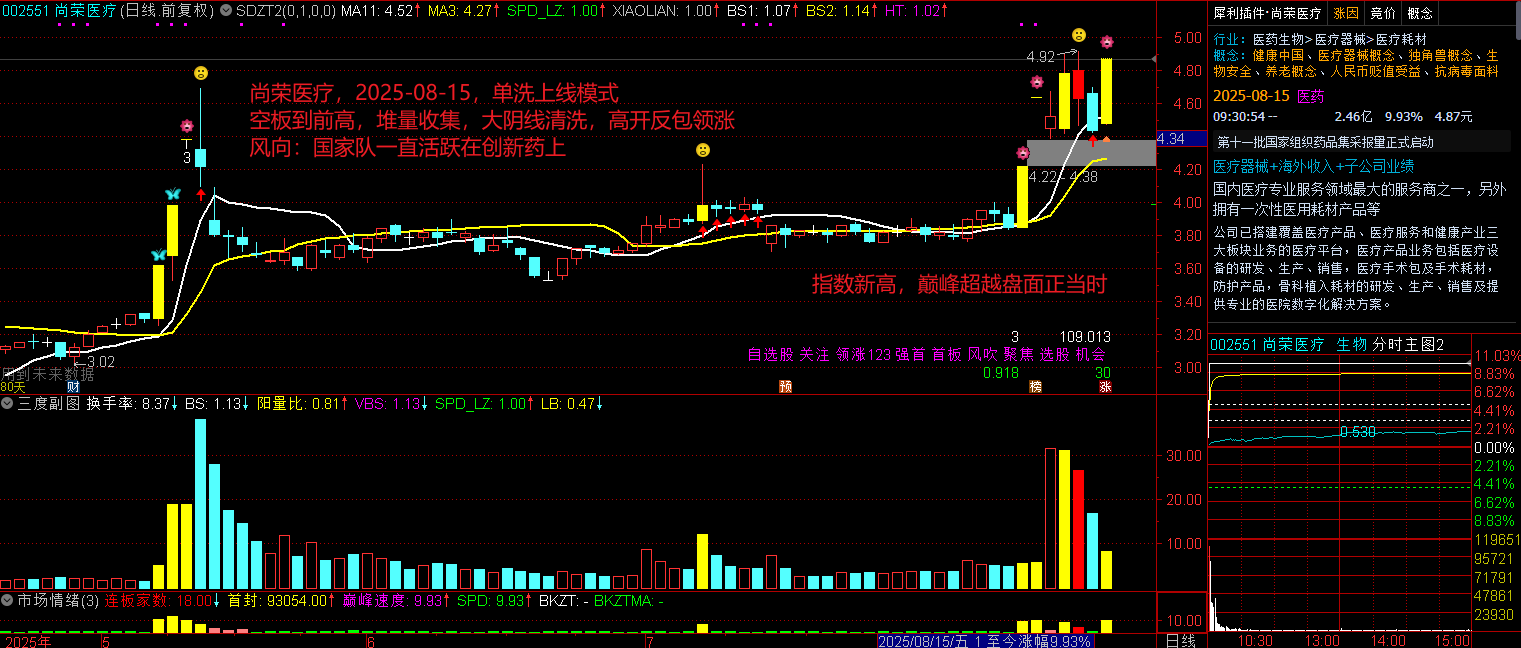 002551 尚荣医疗(日线.前复权) SDZT2(0,1,0,0) MA11: 4.52↑ MA3: 4.27↑ SPD_LZ: 1.00↑ XIAOLIAN: 1.00↑ BS1: 1.07↑ BS2: 1.14↑ HT: 1.02↑
5.00
4.92
4.80
4.60
4.34
4.22--4.38
4.20
4.00
3.80
3.60
3.40
3.20
3.00
尚荣医疗，2025-08-15，单洗上线模式
空板到前高，堆量收集，大阴线清洗，高开反包领涨
风向：国家队一直活跃在创新药上
3
指数新高，巅峰超越盘面正当时
3 109.013
自选股 关注 领涨123 强首 首板 风吹 聚焦 选股 机会
0.918 30
3.02
用到未来数据
80天 财 预 榜 涨
三度副图 换手率: 8.37↓ BS: 1.13↓ 阳量比: 0.81↑ VBS: 1.13↓ SPD_LZ: 1.00↑ LB: 0.47↓
30.00
20.00
10.00
市场情绪(3) 连板家数: 18.00↓ 首封: 93054.00↑ 巅峰速度: 9.93↑ SPD: 9.93↑ BKZT: - BKZTMA: -
10.00
2025年 5 6 7 2025/08/15/五 1 至今涨幅9.93% 日线
犀利插件·尚荣医疗 涨因 竞价 概念
行业: 医药生物>医疗器械>医疗耗材
概念: 健康中国、医疗器械概念、独角兽概念、生
物安全、养老概念、人民币贬值受益、抗病毒面料
2025-08-15 医药
09:30:54 -- 2.46亿 9.93% 4.87元
第十一批国家组织药品集采报量正式启动
医疗器械+海外收入+子公司业绩
国内医疗专业服务领域最大的服务商之一，另外
拥有一次性医用耗材产品等
公司已搭建覆盖医疗产品、医疗服务和健康产业三
大板块业务的医疗平台，医疗产品业务包括医疗设
备的研发、生产、销售，医疗手术包及手术耗材，
防护产品，骨科植入耗材的研发、生产、销售及提
供专业的医院数字化解决方案。
002551 尚荣医疗 生物 分时主图2
11.03%
8.83%
6.62%
4.41%
2.21%
0.530
0.00%
2.21%
4.41%
6.62%
8.83%
119651
95721
71791
47861
23930
10:30 13:00 14:00 15:00